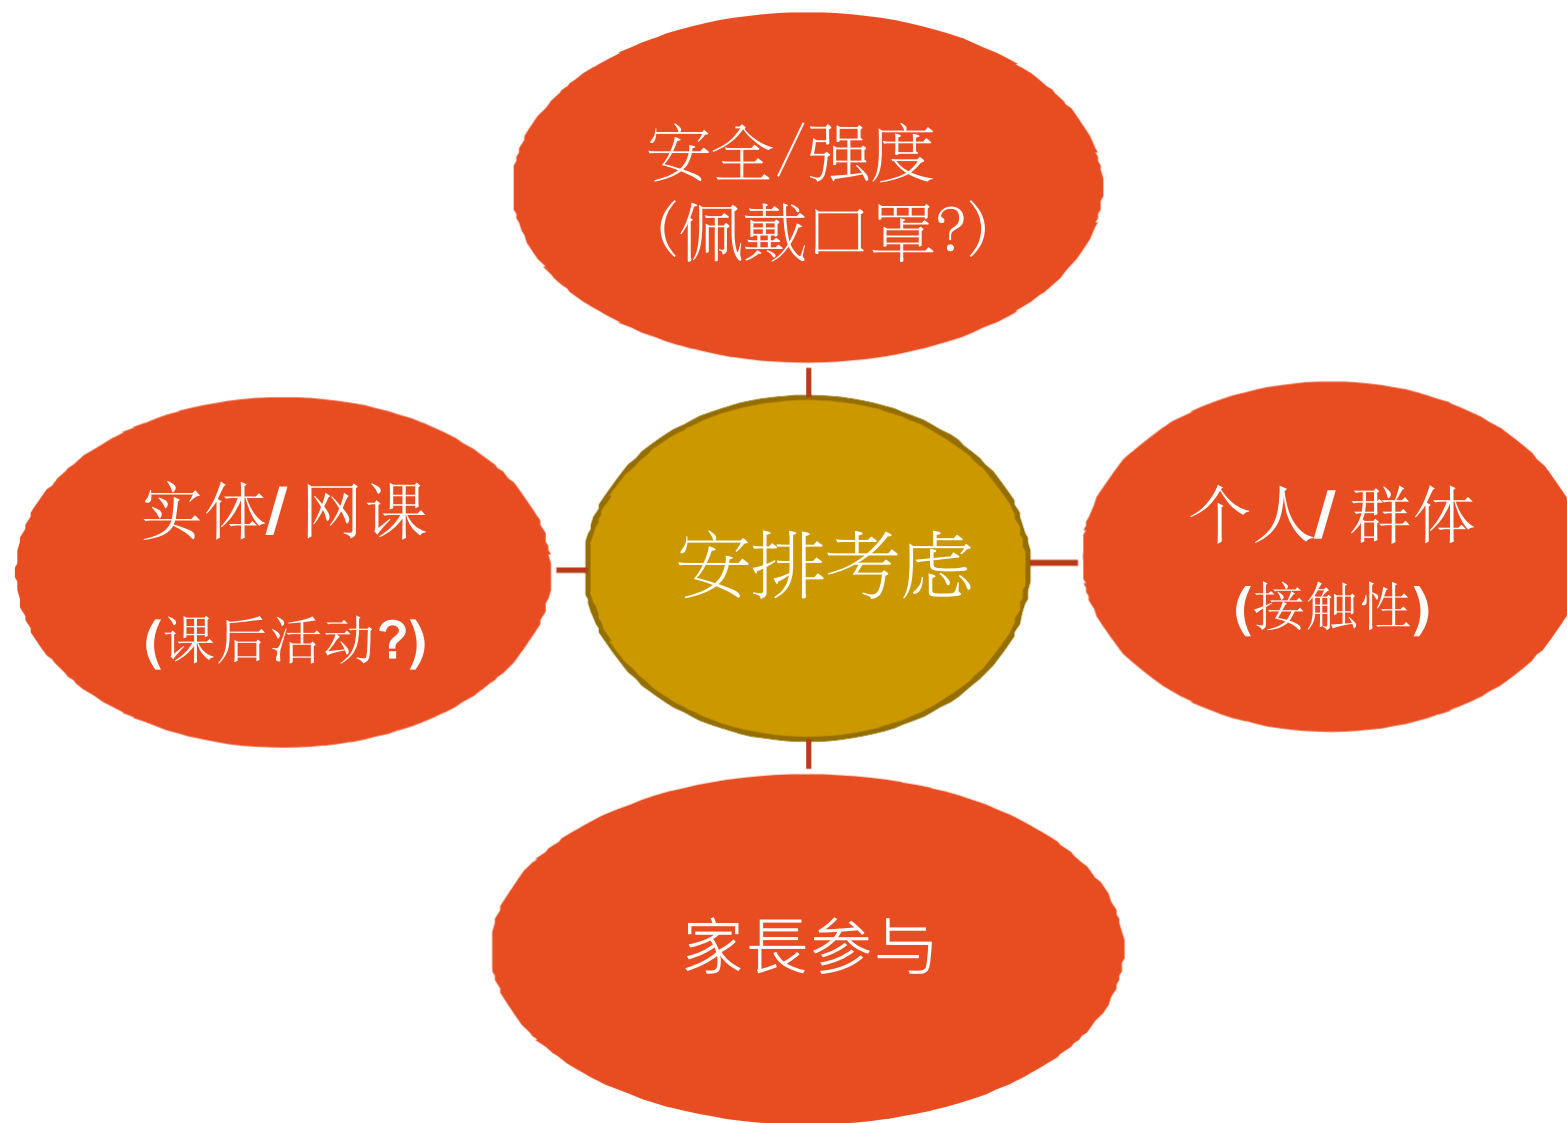 安全/强度
（佩戴口罩?）
实体/ 网课
(课后活动?)
安排考虑
个人/ 群体
(接触性)
家長参与